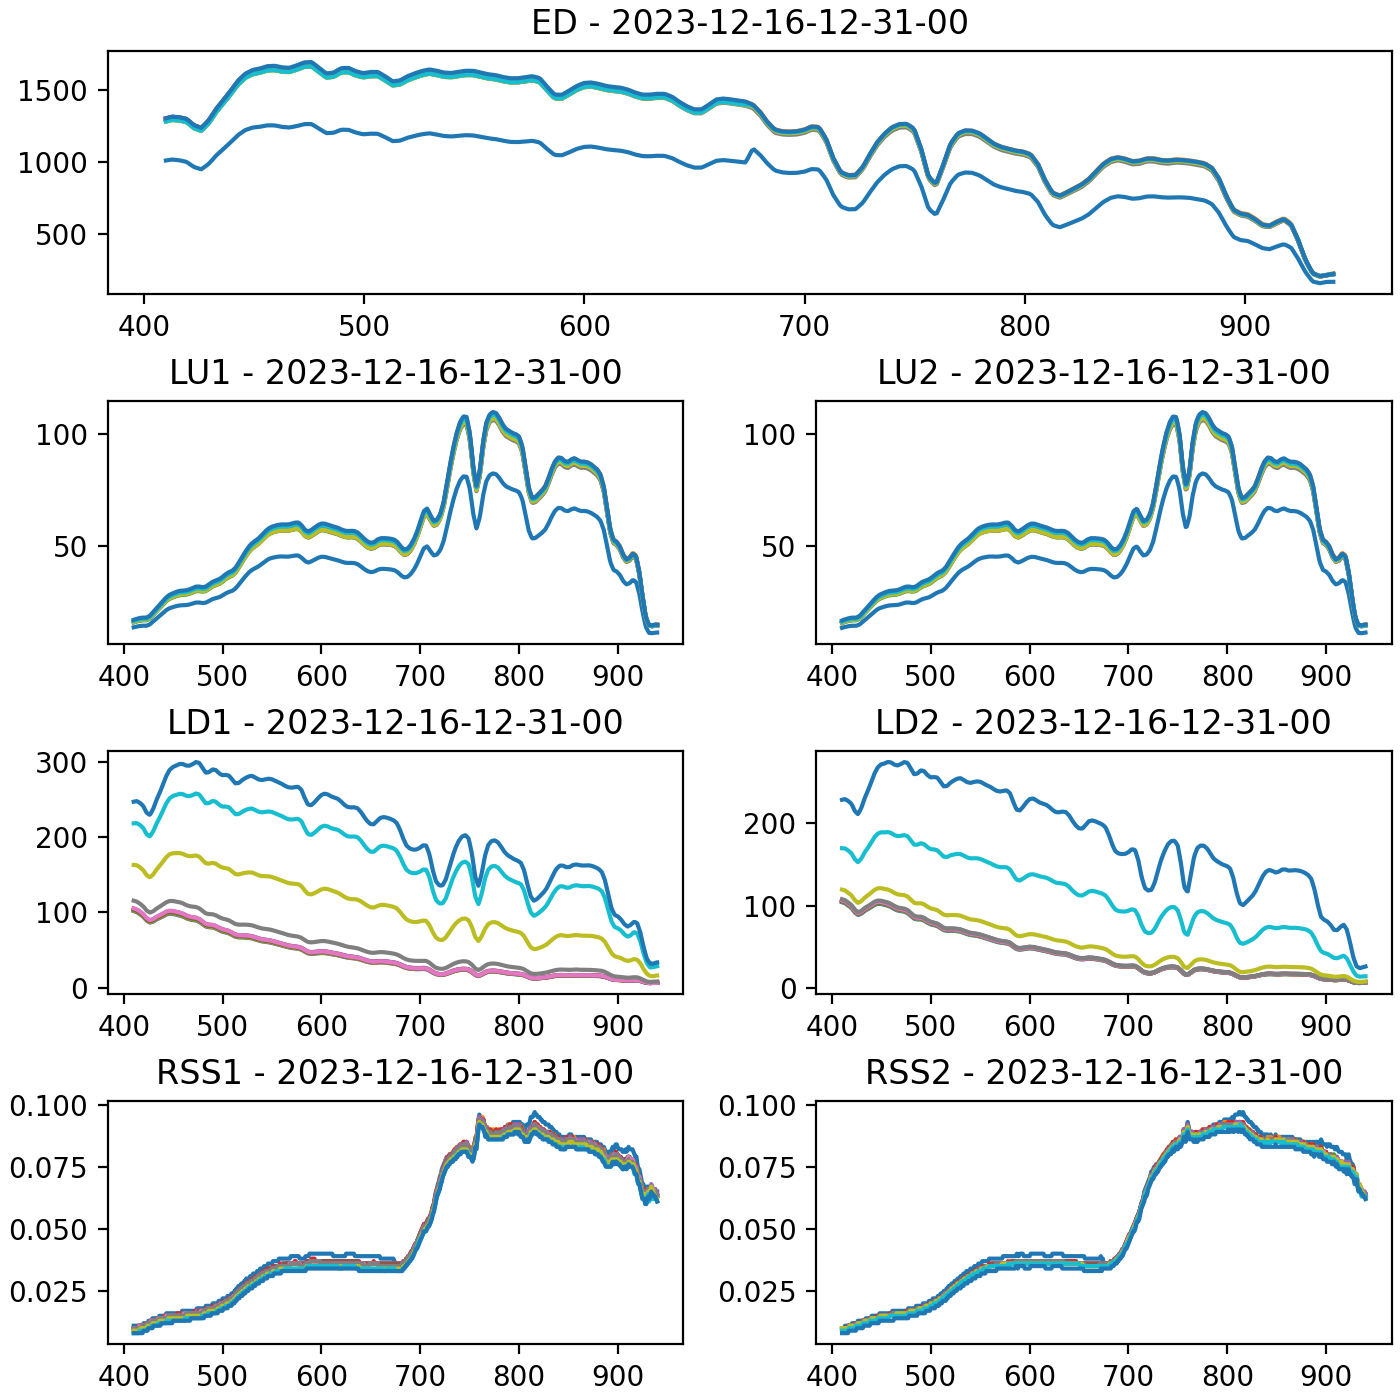 ED - 2023-12-16-12-31-00
1500
1000
500
400 500 600 700 800 900
LU1 - 2023-12-16-12-31-00
100
50
400 500 600 700 800 900
LU2 - 2023-12-16-12-31-00
100
50
400 500 600 700 800 900
LD1 - 2023-12-16-12-31-00
300
200
100
0
400 500 600 700 800 900
LD2 - 2023-12-16-12-31-00
200
100
0
400 500 600 700 800 900
RSS1 - 2023-12-16-12-31-00
0.100
0.075
0.050
0.025
400 500 600 700 800 900
RSS2 - 2023-12-16-12-31-00
0.100
0.075
0.050
0.025
400 500 600 700 800 900